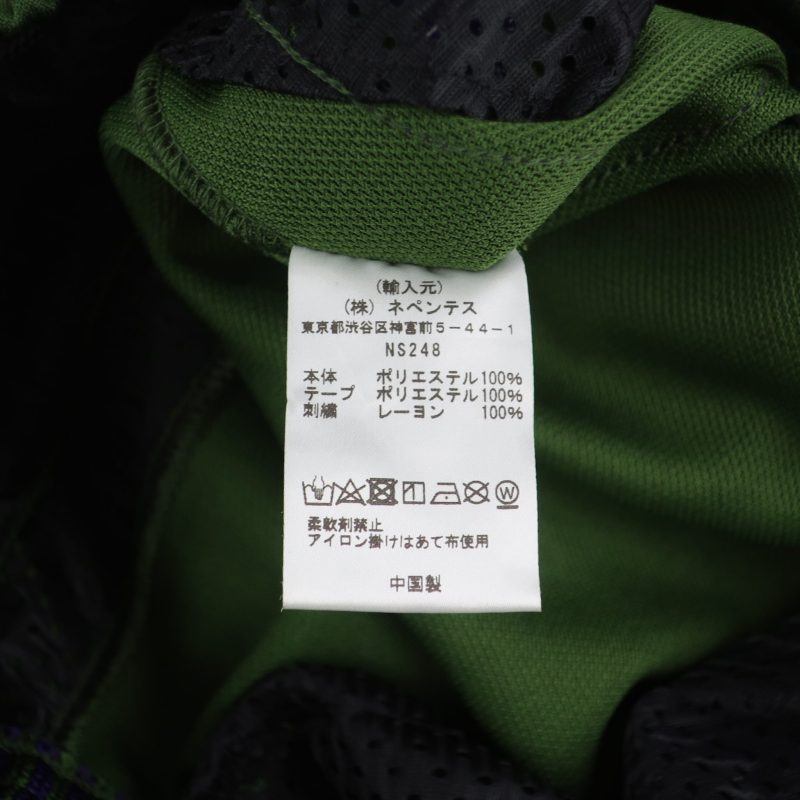 (輸入元)
(株) ネペンテス
東京都渋谷区神宮前5-44-1
NS248
本体 ポリエステル100%
テープ ポリエステル100%
刺繍 レーヨン 100%
柔軟剤禁止
アイロン掛けはあて布使用
中国製